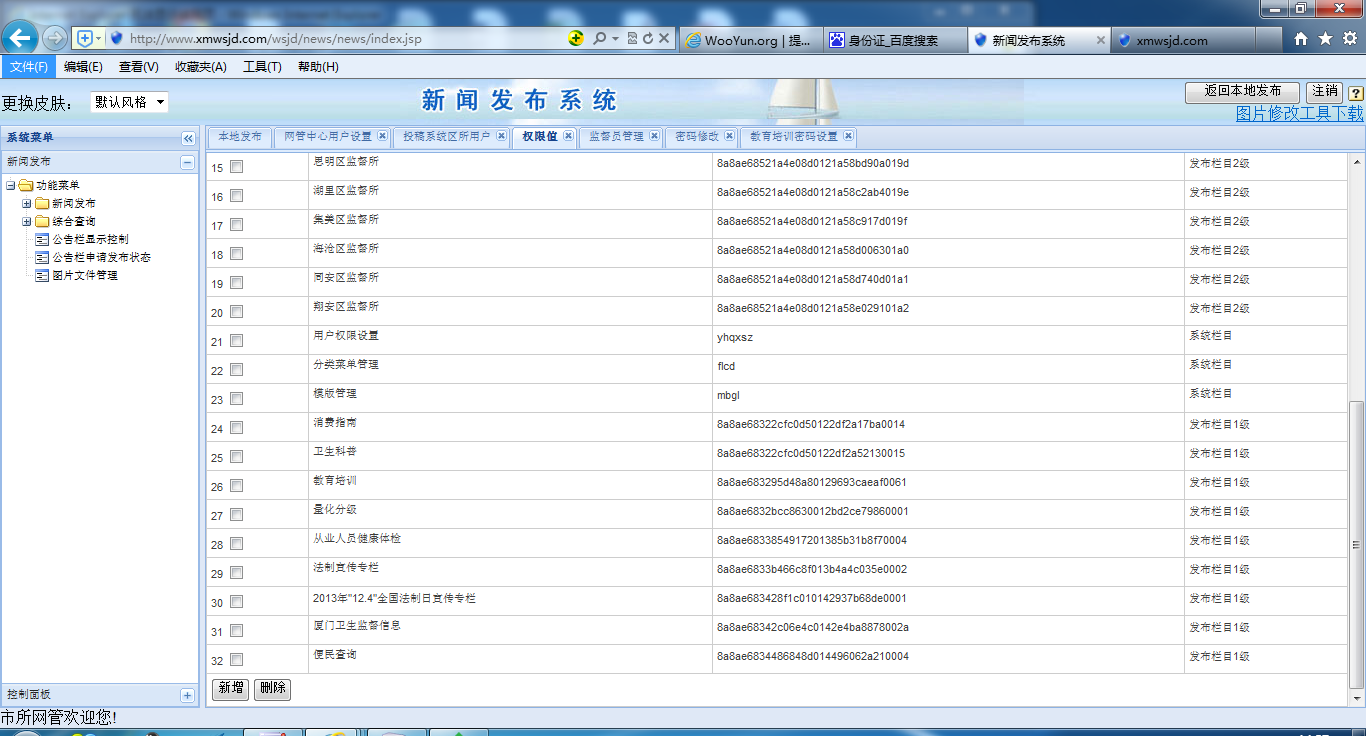 http://www.xmwsjd.com/wsjd/news/news/index.jsp
WooYun.org | 提...
身份证_百度搜索
新闻发布系统
xmwsjd.com
文件(F) 编辑(E) 查看(V) 收藏夹(A) 工具(T) 帮助(H)
更换皮肤： 默认风格
新闻发布系统
返回本地发布 注销
图片修改工具下载
系统菜单
新闻发布
功能菜单
新闻发布
综合查询
公告栏显示控制
公告栏申请发布状态
图片文件管理
控制面板
本地发布 网管中心用户设置 投稿系统区所用户 权限值 监督员管理 密码修改 教育培训密码设置
15 思明区监督所 8a8ae68521a4e08d0121a58bd90a019d 发布栏目2级
16 湖里区监督所 8a8ae68521a4e08d0121a58c2ab4019e 发布栏目2级
17 集美区监督所 8a8ae68521a4e08d0121a58c917d019f 发布栏目2级
18 海沧区监督所 8a8ae68521a4e08d0121a58d006301a0 发布栏目2级
19 同安区监督所 8a8ae68521a4e08d0121a58d740d01a1 发布栏目2级
20 翔安区监督所 8a8ae68521a4e08d0121a58e029101a2 发布栏目2级
21 用户权限设置 yhqxsz 系统栏目
22 分类菜单管理 flcd 系统栏目
23 模版管理 mbgl 系统栏目
24 消费指南 8a8ae68322cfc0d50122df2a17ba0014 发布栏目1级
25 卫生科普 8a8ae68322cfc0d50122df2a52130015 发布栏目1级
26 教育培训 8a8ae683295d48a80129693caeaf0061 发布栏目1级
27 量化分级 8a8ae6832bcc8630012bd2ce79860001 发布栏目1级
28 从业人员健康体检 8a8ae6833854917201385b31b8f70004 发布栏目1级
29 法制宣传专栏 8a8ae6833b466c8f013b4a4c035e0002 发布栏目1级
30 2013年"12.4"全国法制日宣传专栏 8a8ae683428f1c010142937b68de0001 发布栏目1级
31 厦门卫生监督信息 8a8ae68342c06e4c0142e4ba8878002a 发布栏目1级
32 便民查询 8a8ae6834486848d014496062a210004 发布栏目1级
新增 删除
市所网管欢迎您!